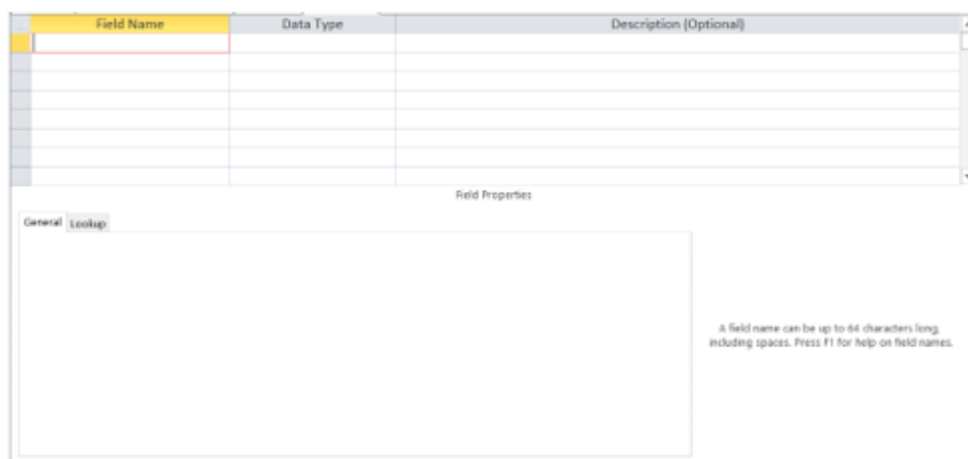 Field Name Data Type Description (Optional)
Field Properties
General Lookup
A field name can be up to 64 characters long,
including spaces. Press F1 for help on field names.